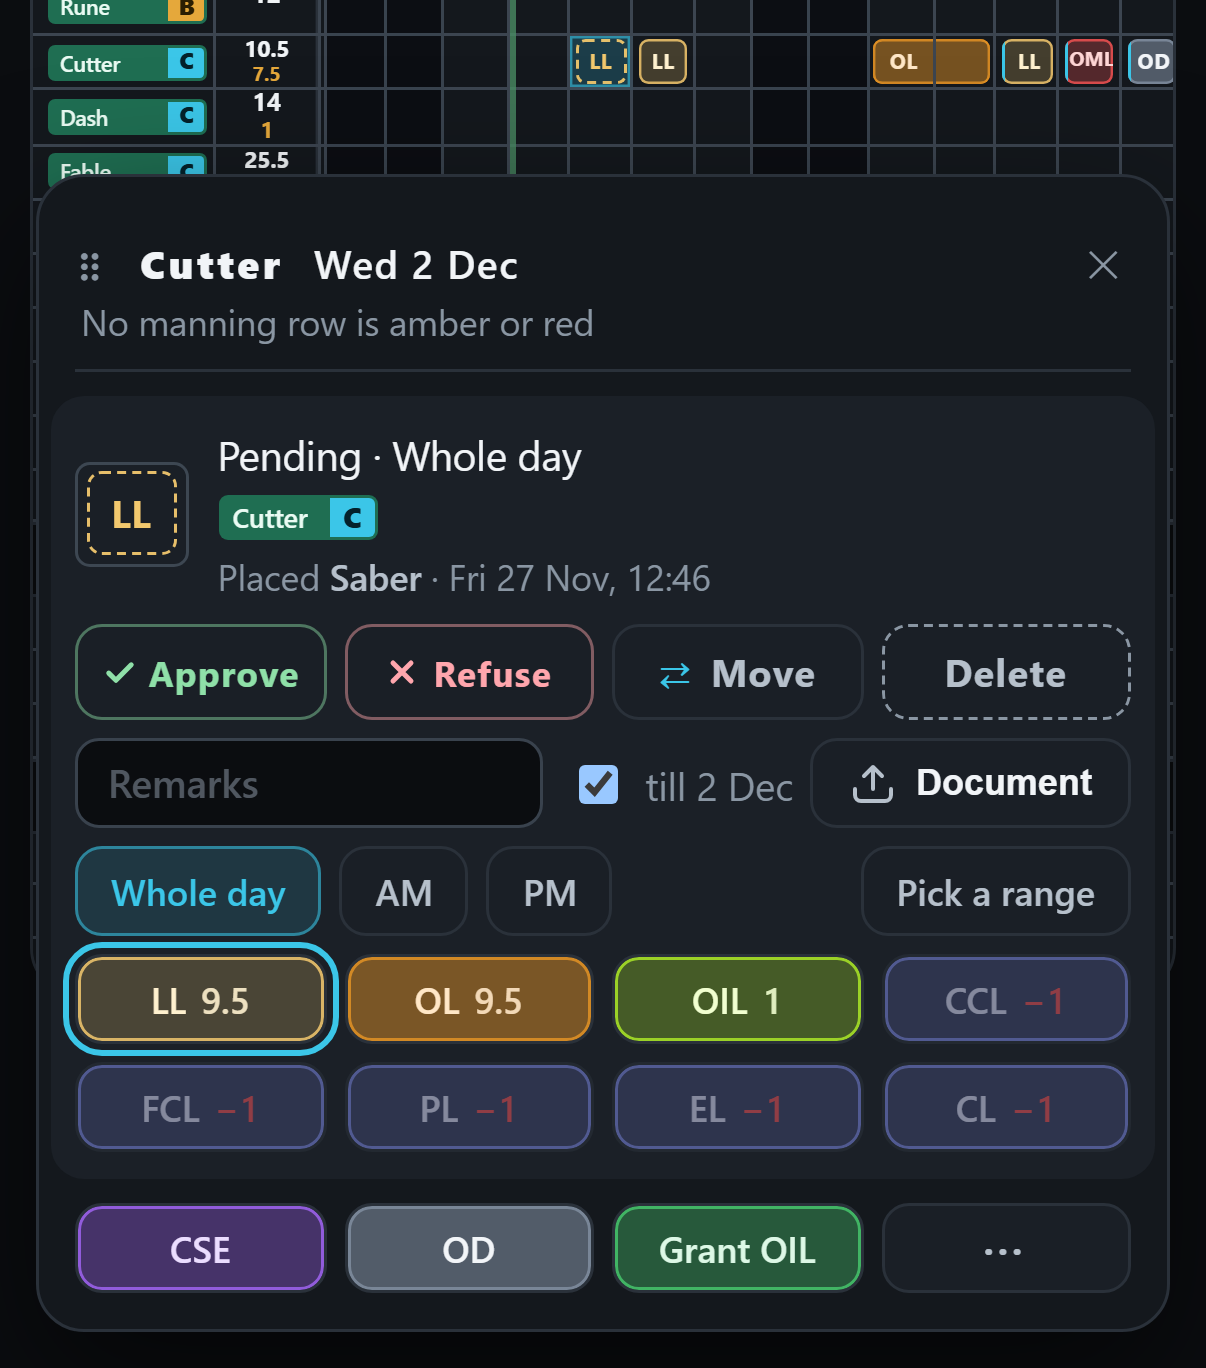 Rune B 12
Cutter C 10.5 LL LL OL LL OML OD
7.5
Dash C 14
1
Fable C 25.5
Cutter Wed 2 Dec
No manning row is amber or red
LL
Pending · Whole day
Cutter C
Placed Saber · Fri 27 Nov, 12:46
Approve Refuse Move Delete
Remarks till 2 Dec Document
Whole day AM PM Pick a range
LL 9.5 OL 9.5 OIL 1 CCL −1
FCL −1 PL −1 EL −1 CL −1
CSE OD Grant OIL ...